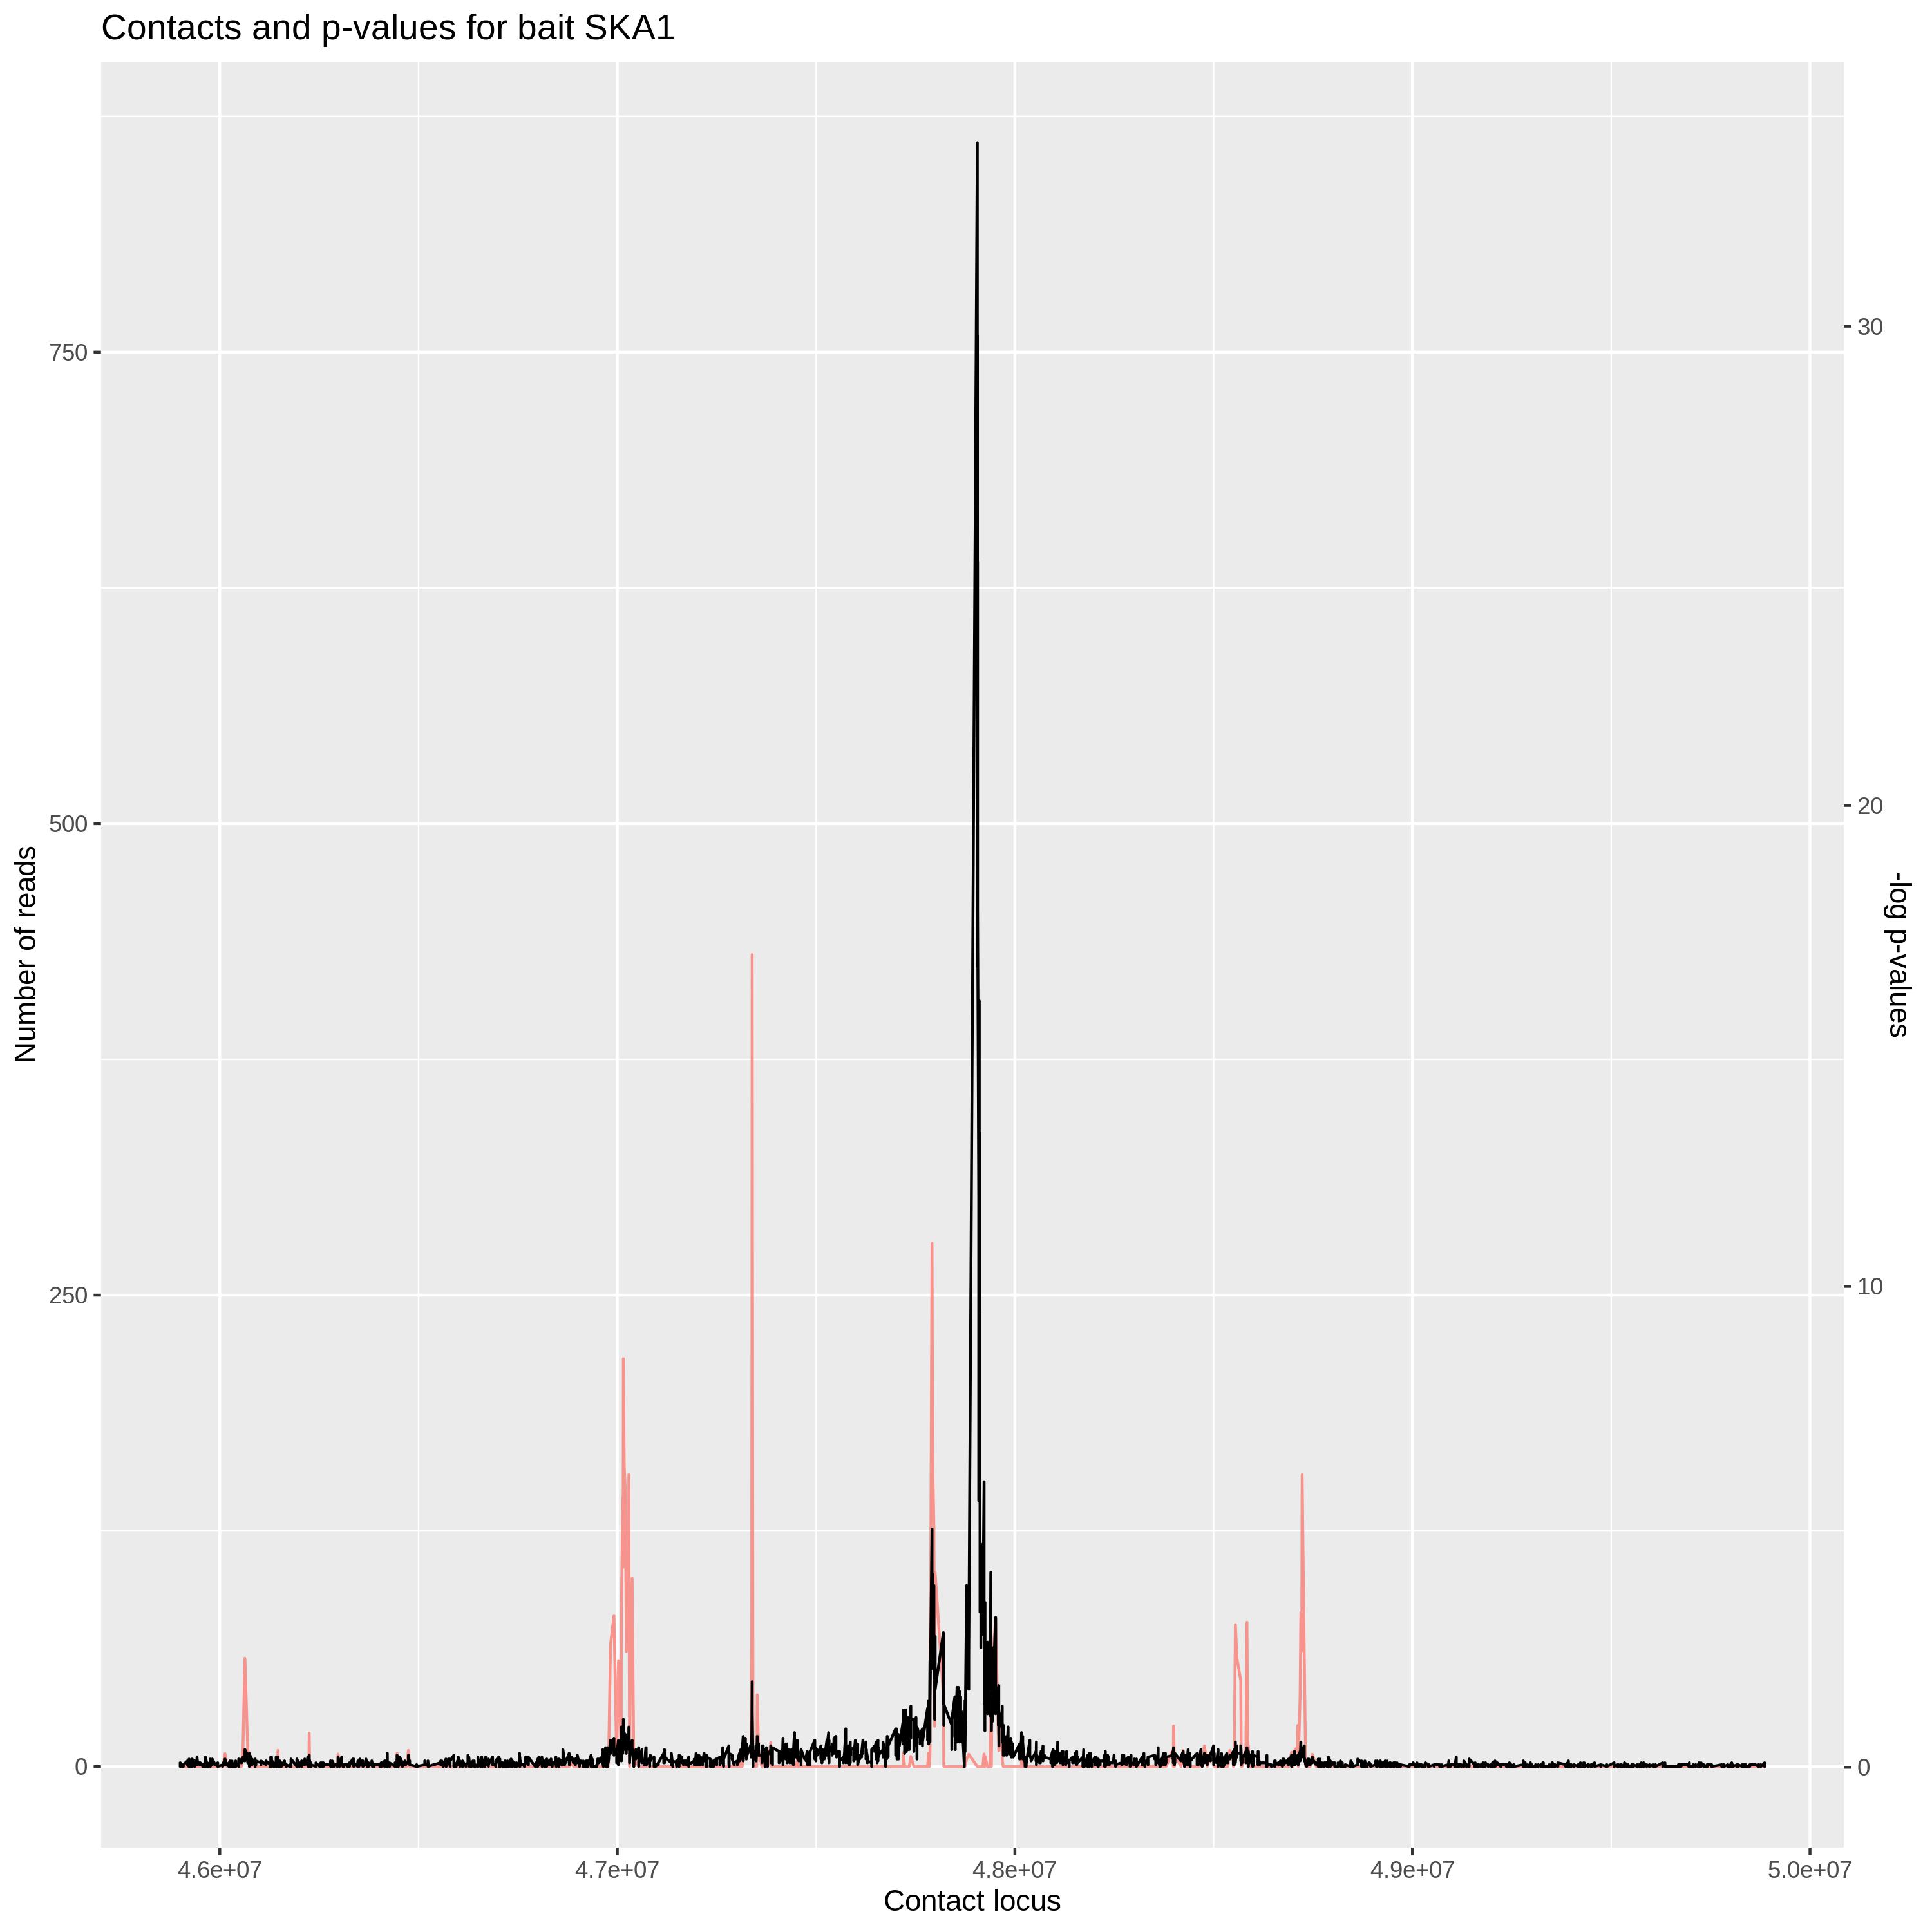 Contacts and p-values for bait SKA1
750
500
250
0
30
20
10
0
Number of reads
-log p-values
4.6e+07 4.7e+07 4.8e+07 4.9e+07 5.0e+07
Contact locus